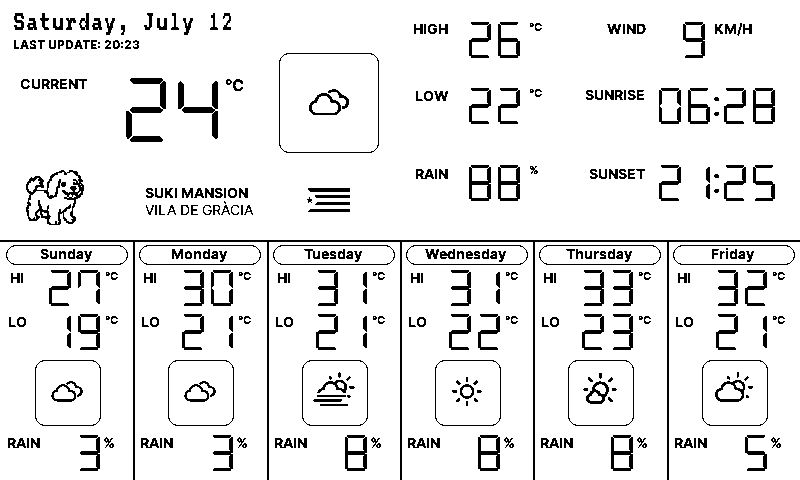 Saturday, July 12
LAST UPDATE: 20:23
CURRENT 24 °C
HIGH 26 °C
WIND 9 KM/H
LOW 22 °C
SUNRISE 06:28
RAIN 88 %
SUNSET 21:25
SUKI MANSION
VILA DE GRÀCIA
Sunday
HI 27 °C
LO 19 °C
RAIN 3 %
Monday
HI 30 °C
LO 21 °C
RAIN 3 %
Tuesday
HI 31 °C
LO 21 °C
RAIN 8 %
Wednesday
HI 31 °C
LO 22 °C
RAIN 8 %
Thursday
HI 33 °C
LO 23 °C
RAIN 8 %
Friday
HI 32 °C
LO 21 °C
RAIN 5 %